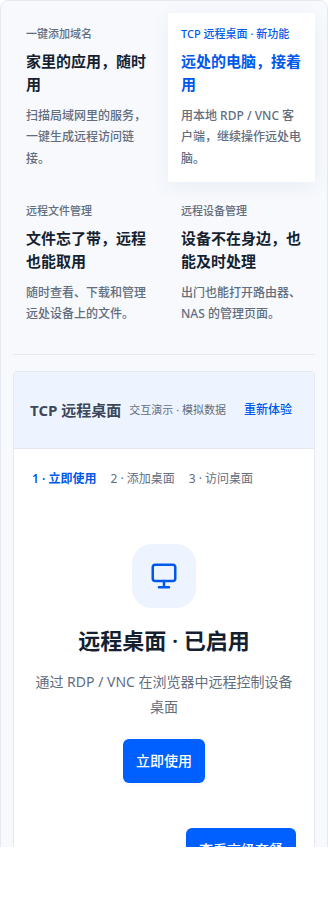 一键添加域名
家里的应用，随时
用
扫描局域网里的服务，
一键生成远程访问链
接。
TCP 远程桌面 · 新功能
远处的电脑，接着
用
用本地 RDP / VNC 客
户端，继续操作远处电
脑。
远程文件管理
文件忘了带，远程
也能取用
随时查看、下载和管理
远处设备上的文件。
远程设备管理
设备不在身边，也
能及时处理
出门也能打开路由器、
NAS 的管理页面。
TCP 远程桌面 交互演示 · 模拟数据 重新体验
1 · 立即使用 2 · 添加桌面 3 · 访问桌面
远程桌面 · 已启用
通过 RDP / VNC 在浏览器中远程控制设备
桌面
立即使用